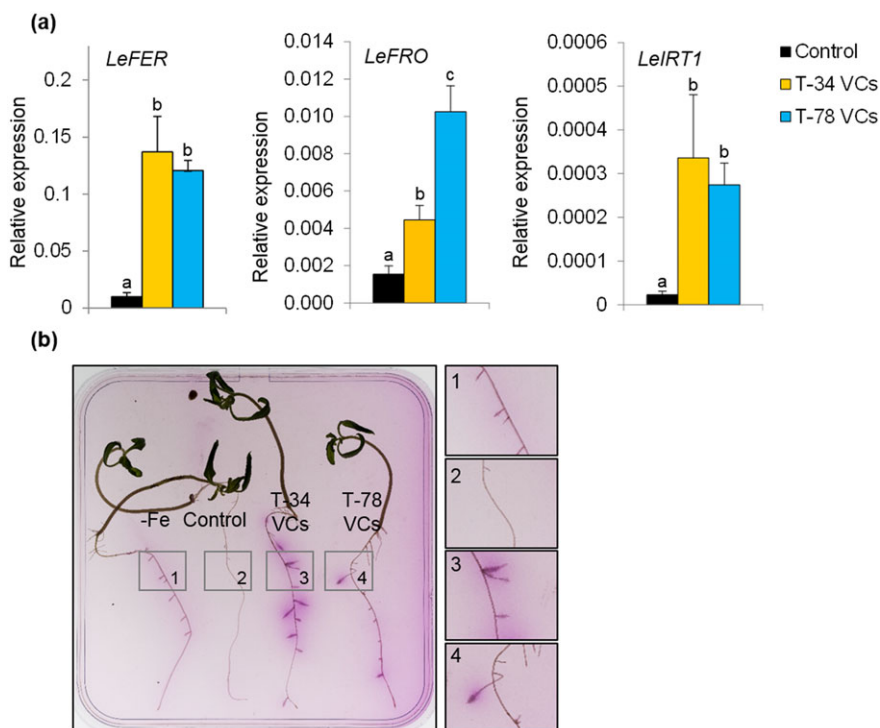 (a)
LeFER
Relative expression
0.2
0.15
0.1
0.05
0
a
b
b
LeFRO
Relative expression
0.014
0.012
0.010
0.008
0.006
0.004
0.002
0.000
a
b
c
LeIRT1
Relative expression
0.0006
0.0005
0.0004
0.0003
0.0002
0.0001
0.0000
a
b
b
Control
T-34 VCs
T-78 VCs
(b)
-Fe
Control
T-34
VCs
T-78
VCs
1
2
3
4
1
2
3
4